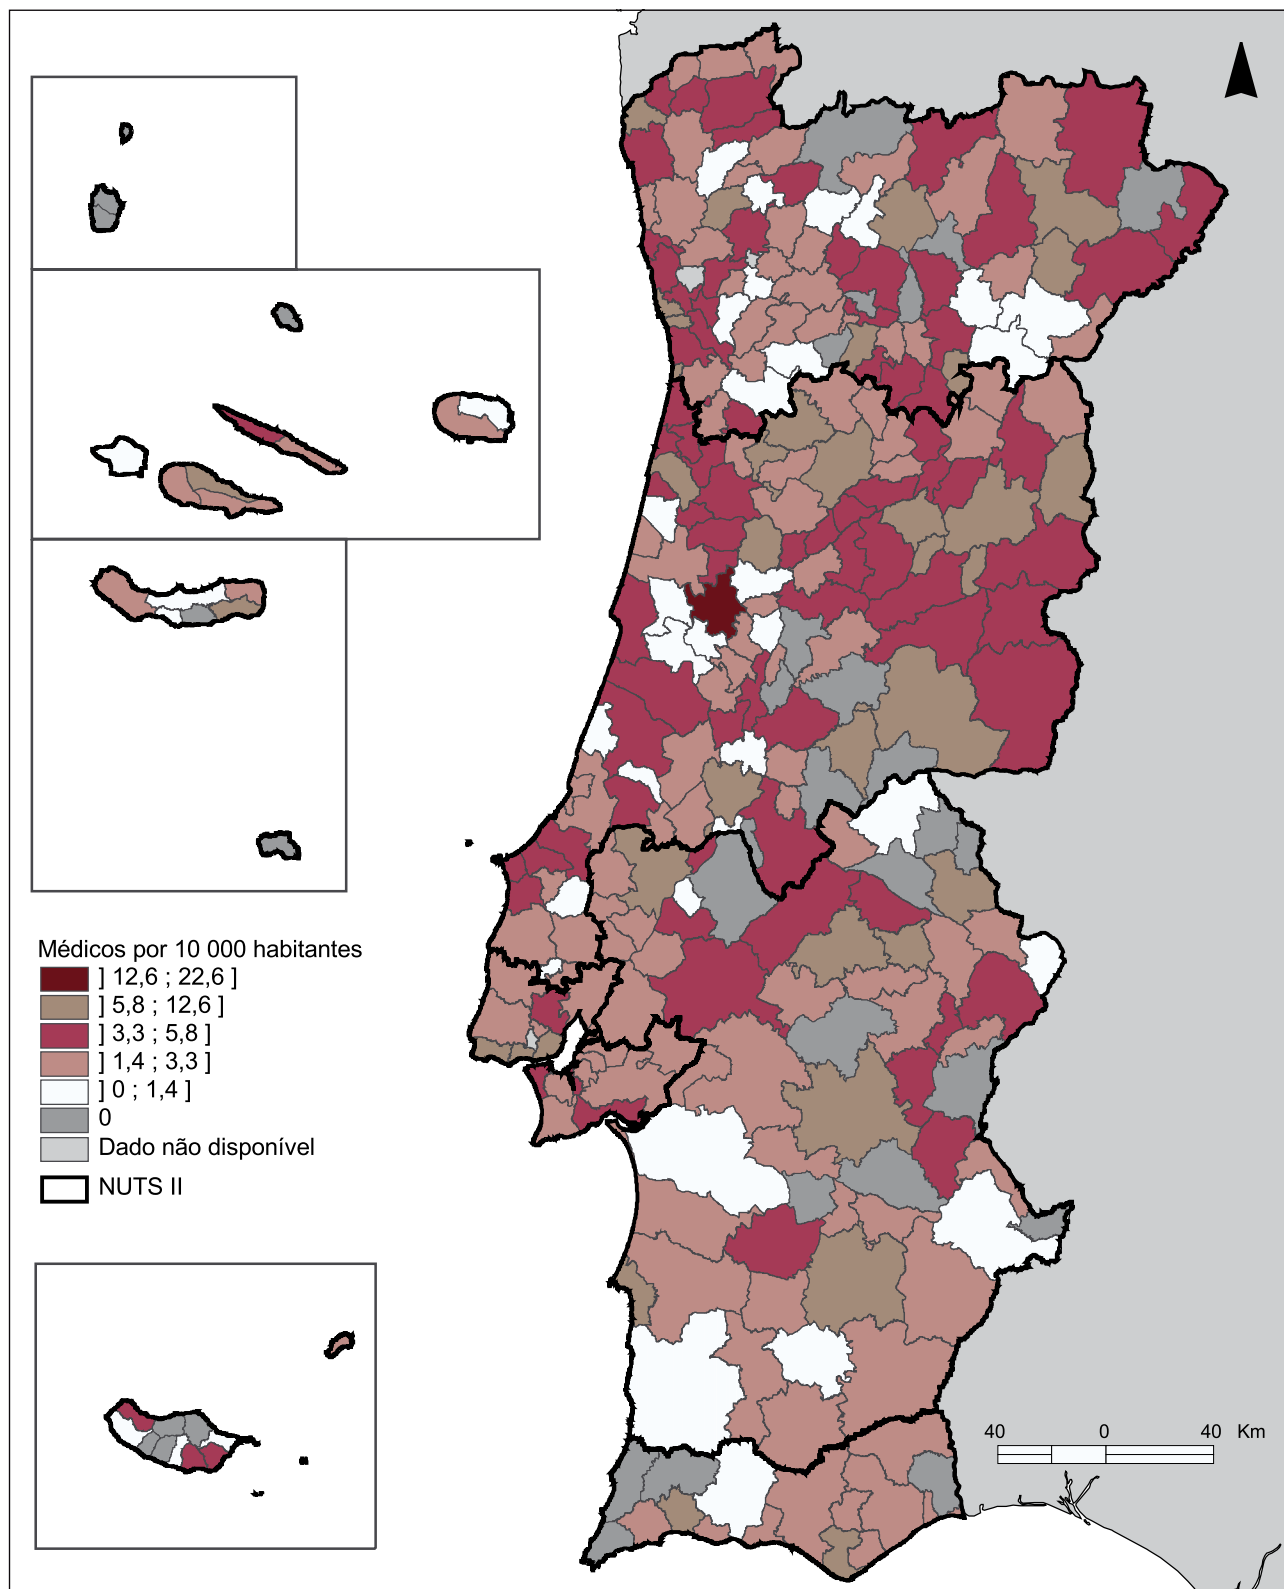 Médicos por 10 000 habitantes
] 12,6 ; 22,6 ]
] 5,8 ; 12,6 ]
] 3,3 ; 5,8 ]
] 1,4 ; 3,3 ]
] 0 ; 1,4 ]
0
Dado não disponível
NUTS II
40 0 40 Km